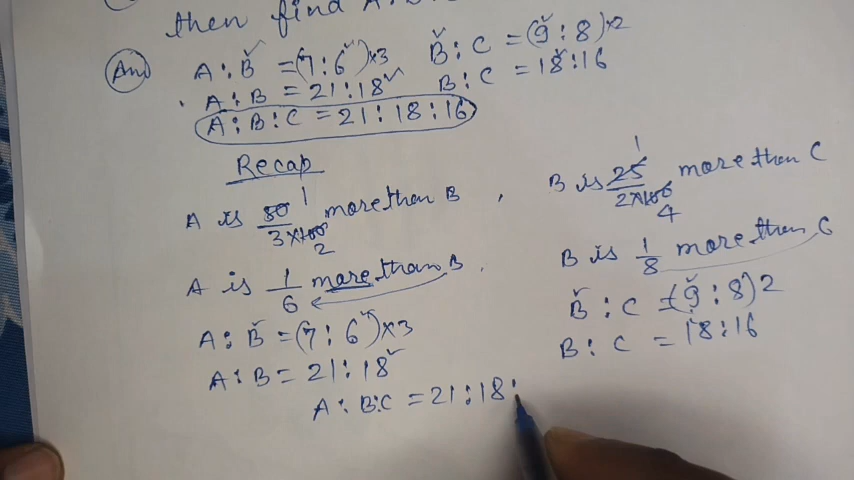 then find A:
Ans A : B = (7 : 6) × 3 B : C = (9 : 8) × 2
A : B = 21 : 18 B : C = 18 : 16
A : B : C = 21 : 18 : 16
Recap
A is 50/3×100 1 2 more than B , B is 25/2×100 1 4 more then C
A is 1/6 more than B , B is 1/8 more then C
A : B = (7 : 6) × 3 B : C = (9 : 8) 2
A : B = 21 : 18 B : C = 18 : 16
A : B : C = 21 : 18 :